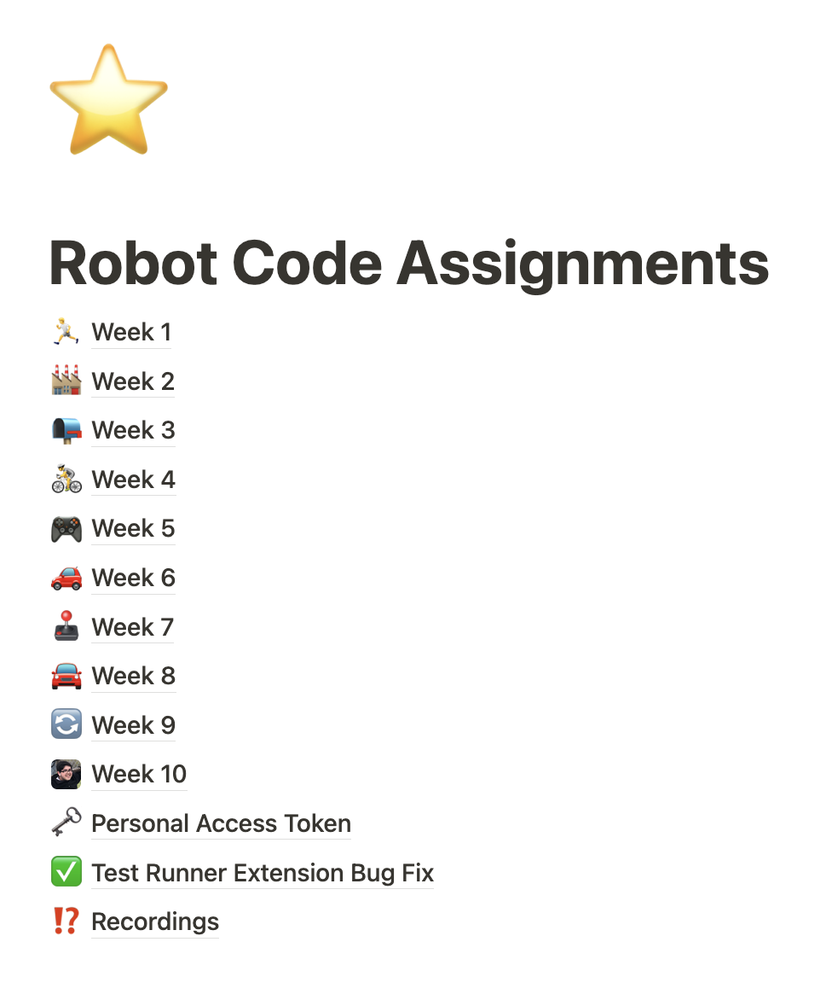 Robot Code Assignments
Week 1
Week 2
Week 3
Week 4
Week 5
Week 6
Week 7
Week 8
Week 9
Week 10
Personal Access Token
Test Runner Extension Bug Fix
Recordings